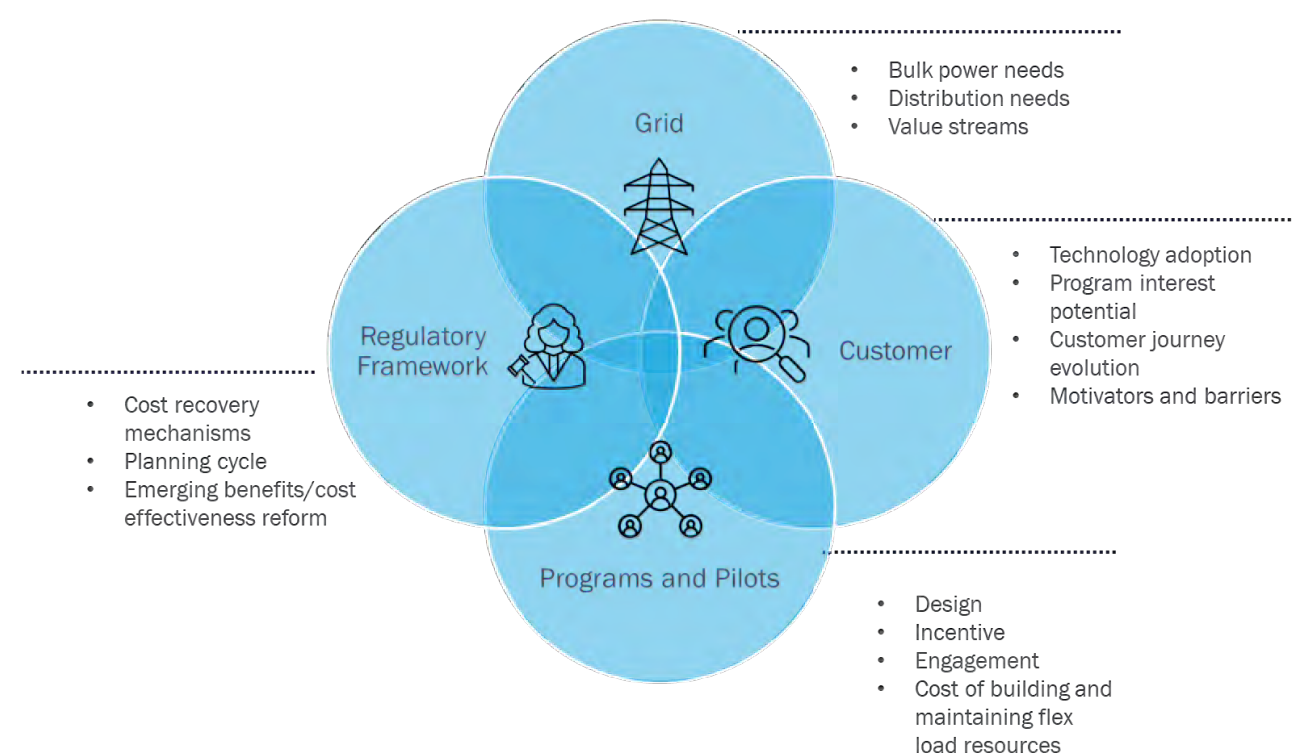 Grid
• Bulk power needs
• Distribution needs
• Value streams
Regulatory
Framework
Customer
• Technology adoption
• Program interest
potential
• Customer journey
evolution
• Motivators and barriers
• Cost recovery
mechanisms
• Planning cycle
• Emerging benefits/cost
effectiveness reform
Programs and Pilots
• Design
• Incentive
• Engagement
• Cost of building and
maintaining flex
load resources